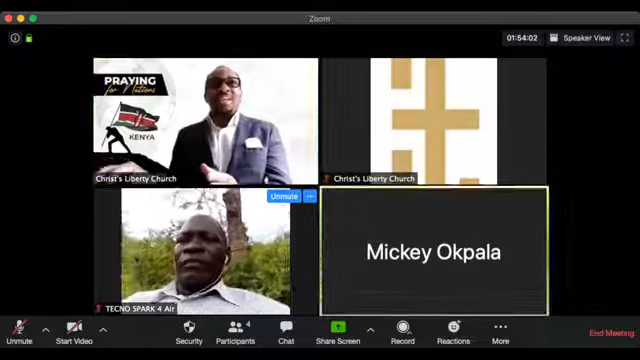 Zoom
01:54:02
Speaker View
PRAYING
for Nations
KENYA
Christ's Liberty Church
Christ's Liberty Church
Unmute
TECNO SPARK 4 Air
Mickey Okpala
Unmute
Start Video
Security
Participants
4
Chat
Share Screen
Record
Reactions
More
End Meeting